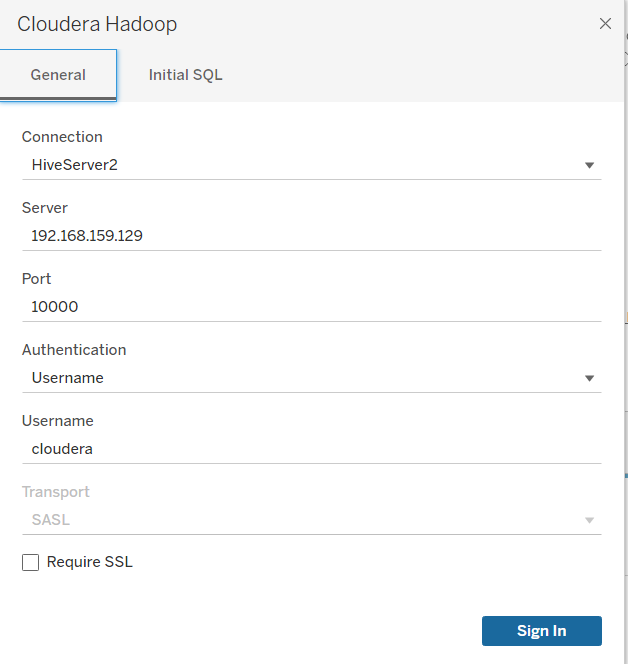 Cloudera Hadoop
General
Initial SQL
Connection
HiveServer2
Server
192.168.159.129
Port
10000
Authentication
Username
Username
cloudera
Transport
SASL
Require SSL
Sign In